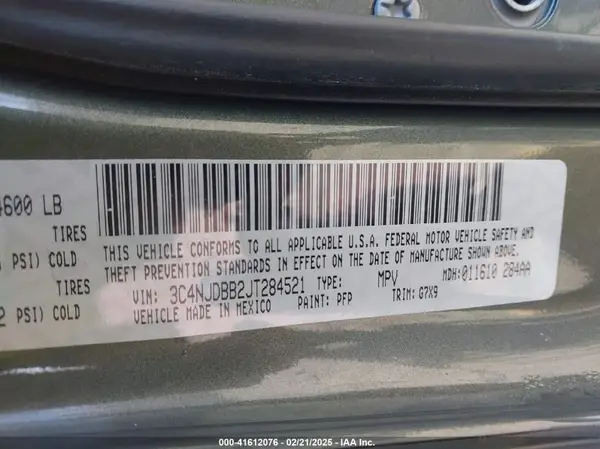 4600 LB
TIRES
PSI) COLD
TIRES
PSI) COLD
THIS VEHICLE CONFORMS TO ALL APPLICABLE U.S.A. FEDERAL MOTOR VEHICLE SAFETY AND
THEFT PREVENTION STANDARDS IN EFFECT ON THE DATE OF MANUFACTURE SHOWN ABOVE.
VIN: 3C4NJDBB2JT284521 TYPE: MPV MDH: 011610 284AA
VEHICLE MADE IN MEXICO PAINT: PFP TRIM: G7X9
000-41612076 - 02/21/2025 - IAA Inc.